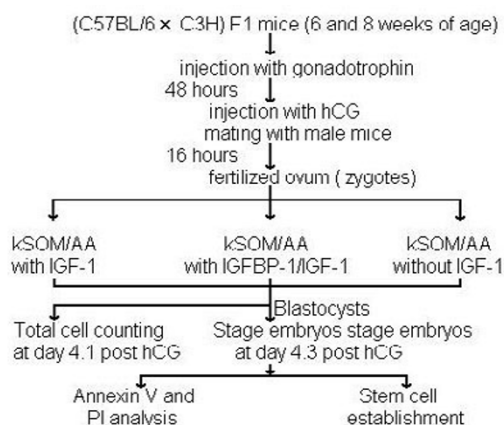 (C57BL/6 × C3H) F1 mice (6 and 8 weeks of age)
injection with gonadotrophin
48 hours
injection with hCG
mating with male mice
16 hours
fertilized ovum ( zygotes)
kSOM/AA
with IGF-1
kSOM/AA
with IGFBP-1/IGF-1
kSOM/AA
without IGF-1
Blastocysts
Total cell counting
at day 4.1 post hCG
Stage embryos stage embryos
at day 4.3 post hCG
Annexin V and
PI analysis
Stem cell
establishment